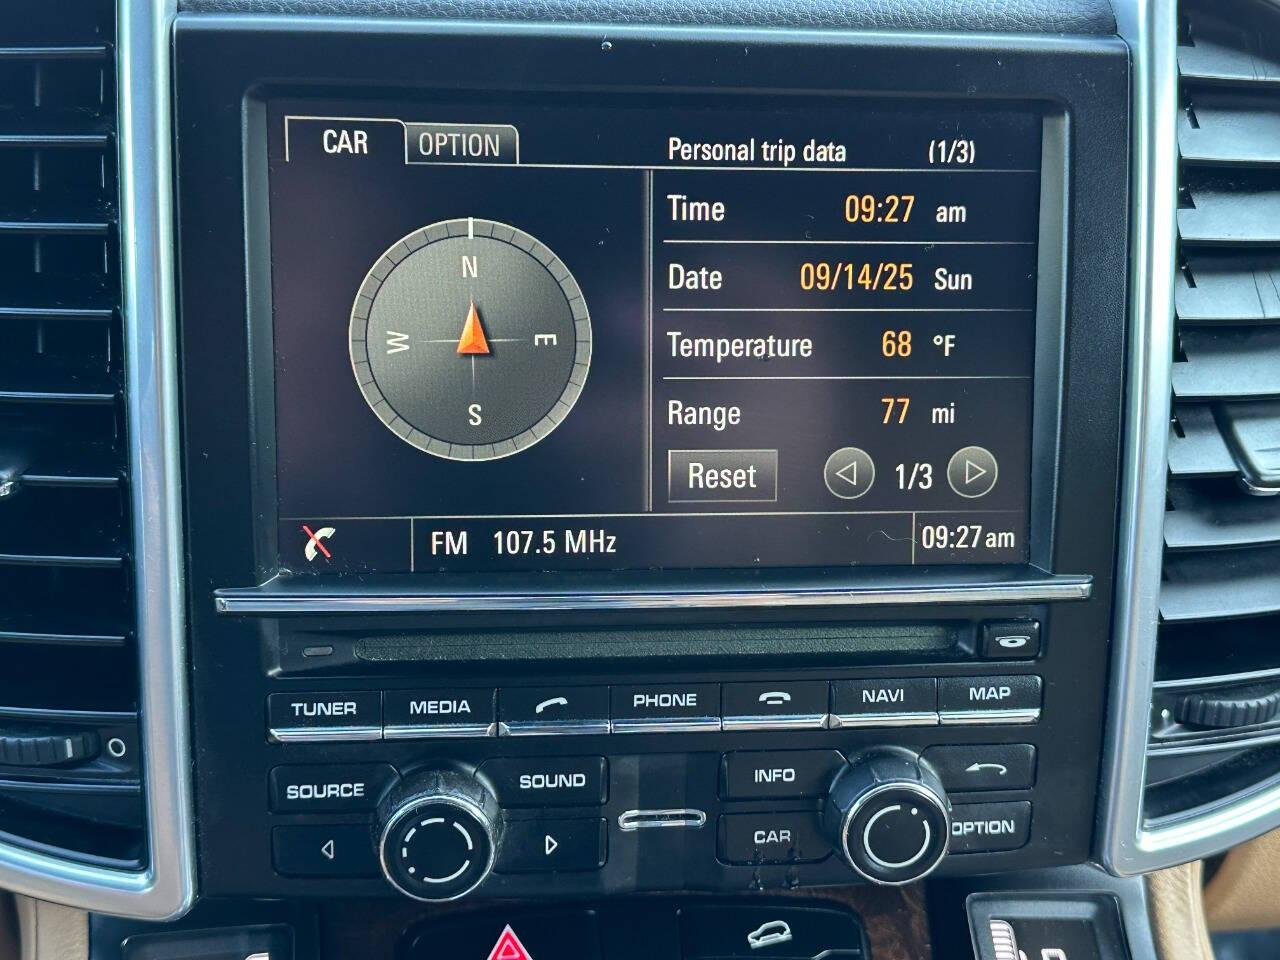 CAR OPTION Personal trip data (1/3)
Time 09:27 am
Date 09/14/25 Sun
Temperature 68 °F
Range 77 mi
Reset 1/3
N
W E
S
FM 107.5 MHz 09:27 am
TUNER MEDIA PHONE NAVI MAP
SOURCE SOUND INFO
CAR OPTION